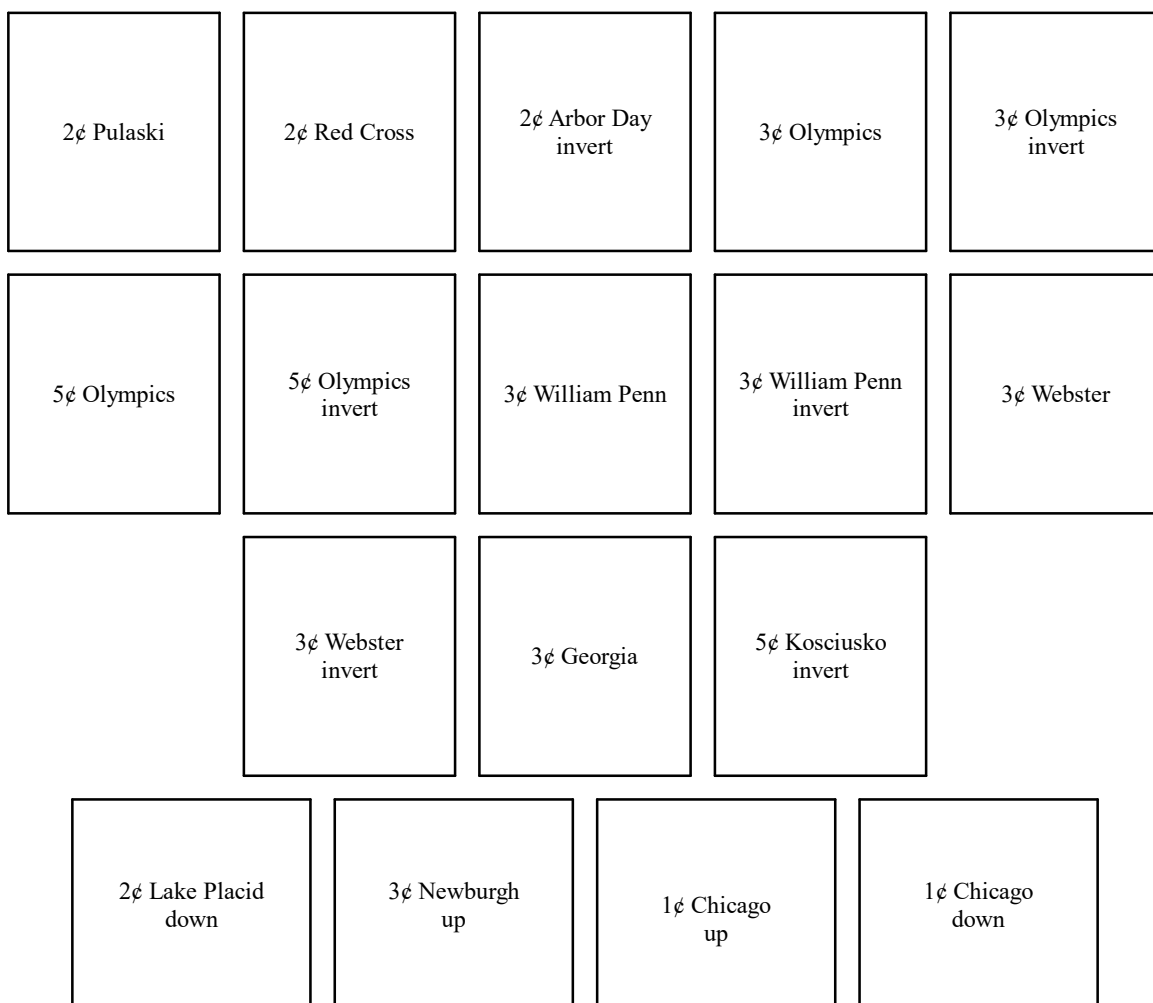 2¢ Pulaski
2¢ Red Cross
2¢ Arbor Day
invert
3¢ Olympics
3¢ Olympics
invert
5¢ Olympics
5¢ Olympics
invert
3¢ William Penn
3¢ William Penn
invert
3¢ Webster
3¢ Webster
invert
3¢ Georgia
5¢ Kosciusko
invert
2¢ Lake Placid
down
3¢ Newburgh
up
1¢ Chicago
up
1¢ Chicago
down